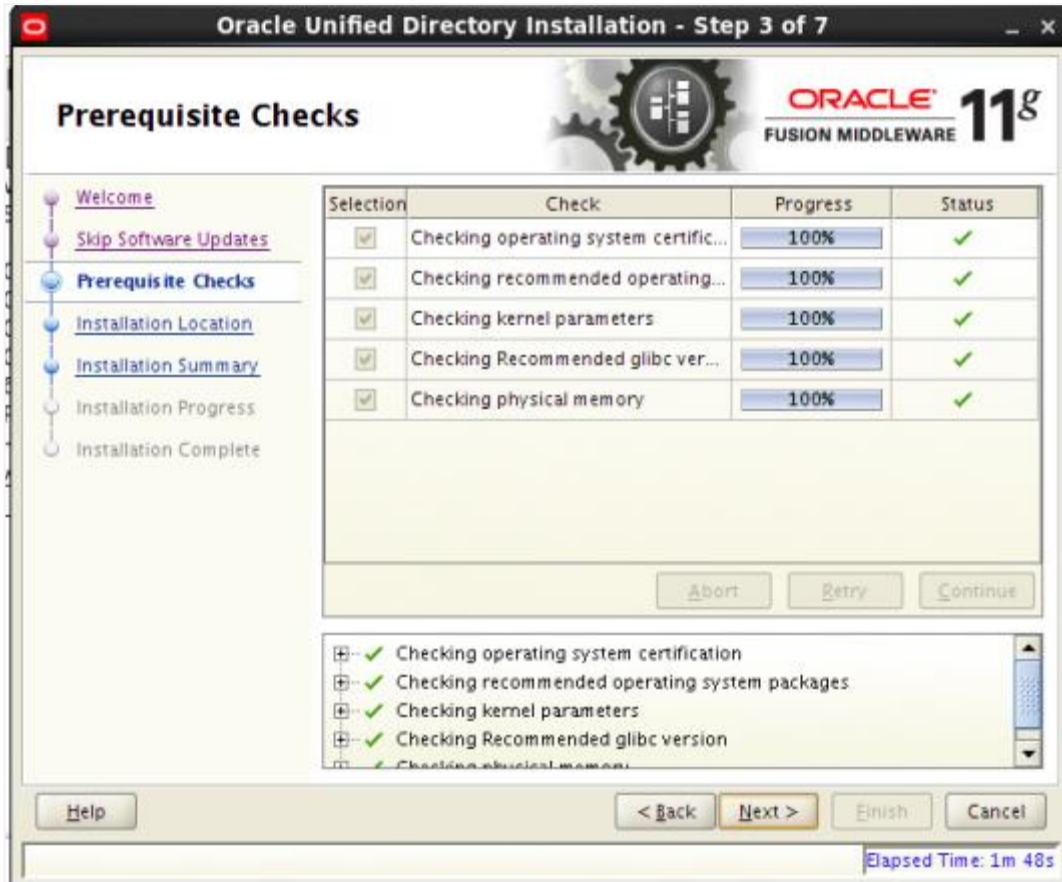 Oracle Unified Directory Installation - Step 3 of 7
Prerequisite Checks
ORACLE
FUSION MIDDLEWARE
11g
Welcome
Skip Software Updates
Prerequisite Checks
Installation Location
Installation Summary
Installation Progress
Installation Complete
Selection Check Progress Status
Checking operating system certific... 100%
Checking recommended operating... 100%
Checking kernel parameters 100%
Checking Recommended glibc ver... 100%
Checking physical memory 100%
Abort Retry Continue
Checking operating system certification
Checking recommended operating system packages
Checking kernel parameters
Checking Recommended glibc version
Checking physical memory
Help < Back Next > Finish Cancel
Elapsed Time: 1m 48s